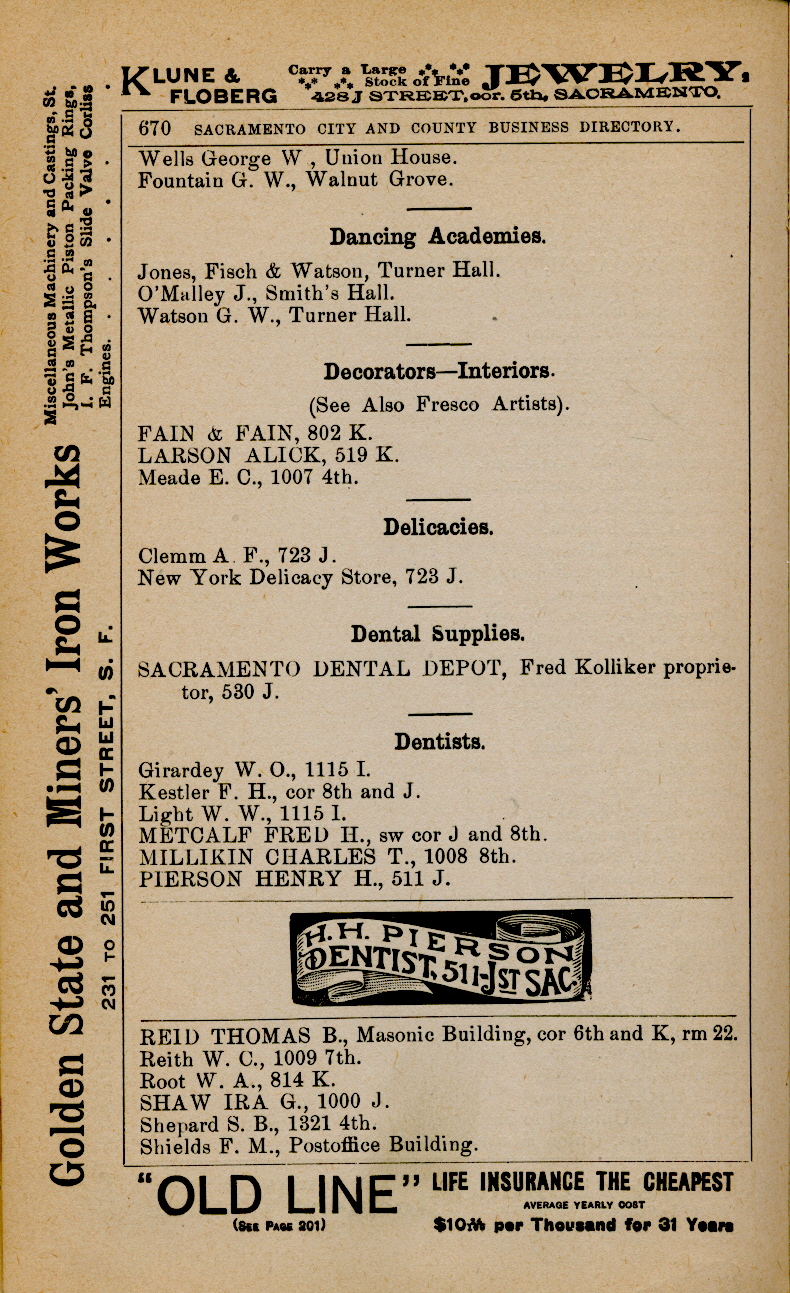 KLUNE & FLOBERG Carry a Large Stock of Fine JEWELRY,
428 J STREET, cor. 5th, SACRAMENTO.
670 SACRAMENTO CITY AND COUNTY BUSINESS DIRECTORY.
Wells George W , Union House.
Fountain G. W., Walnut Grove.
Dancing Academies.
Jones, Fisch & Watson, Turner Hall.
O'Malley J., Smith's Hall.
Watson G. W., Turner Hall.
Decorators—Interiors.
(See Also Fresco Artists).
FAIN & FAIN, 802 K.
LARSON ALICK, 519 K.
Meade E. C., 1007 4th.
Delicacies.
Clemm A. F., 723 J.
New York Delicacy Store, 723 J.
Dental Supplies.
SACRAMENTO DENTAL DEPOT, Fred Kolliker proprie-
tor, 530 J.
Dentists.
Girardey W. O., 1115 I.
Kestler F. H., cor 8th and J.
Light W. W., 1115 I.
METCALF FRED H., sw cor J and 8th.
MILLIKIN CHARLES T., 1008 8th.
PIERSON HENRY H., 511 J.
H. H. PIERSON
DENTIST, 511-J ST SAC.
REID THOMAS B., Masonic Building, cor 6th and K, rm 22.
Reith W. C., 1009 7th.
Root W. A., 814 K.
SHAW IRA G., 1000 J.
Shepard S. B., 1321 4th.
Shields F. M., Postoffice Building.
"OLD LINE" LIFE INSURANCE THE CHEAPEST
AVERAGE YEARLY COST
(SEE PAGE 201) per Thousand for 31 Years
Golden State and Miners' Iron Works
231 TO 251 FIRST STREET, S. F.
Miscellaneous Machinery and Castings, St.
John's Metallic Piston Packing Rings,
I. F. Thompson's Slide Valve Corliss
Engines.